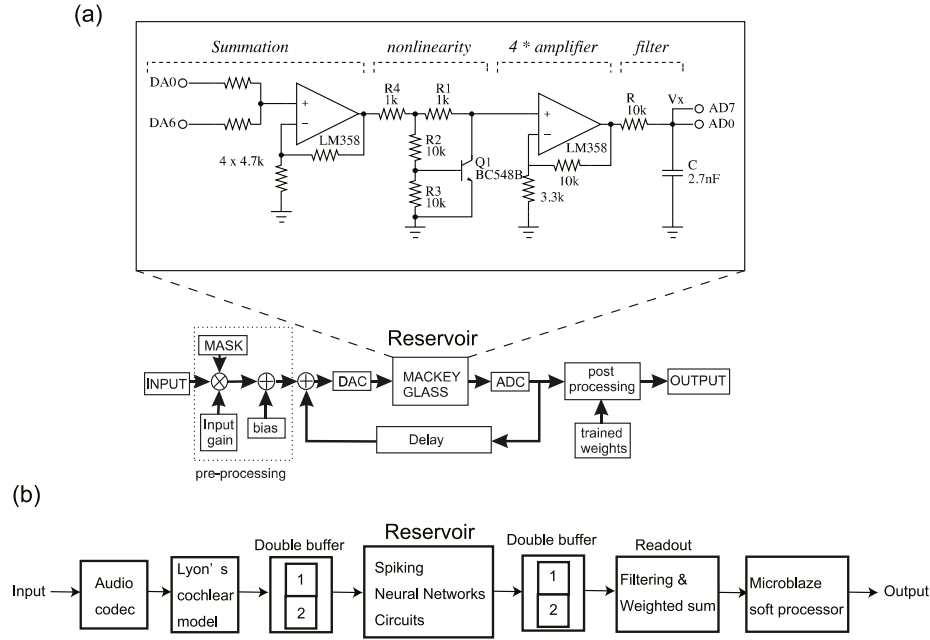 (a)
Summation nonlinearity 4 * amplifier filter
DA0
DA6
+
−
LM358
4 x 4.7k
R4
1k
R1
1k
R2
10k
R3
10k
Q1
BC548B
+
−
LM358
10k
3.3k
R
10k
Vx
AD7
AD0
C
2.7nF
Reservoir
MASK
INPUT
Input
gain
bias
pre-processing
DAC
MACKEY
GLASS
ADC
Delay
post
processing
trained
weights
OUTPUT
(b)
Input
Audio
codec
Lyon's
cochlear
model
Double buffer
1
2
Reservoir
Spiking
Neural Networks
Circuits
Double buffer
1
2
Readout
Filtering &
Weighted sum
Microblaze
soft processor
Output